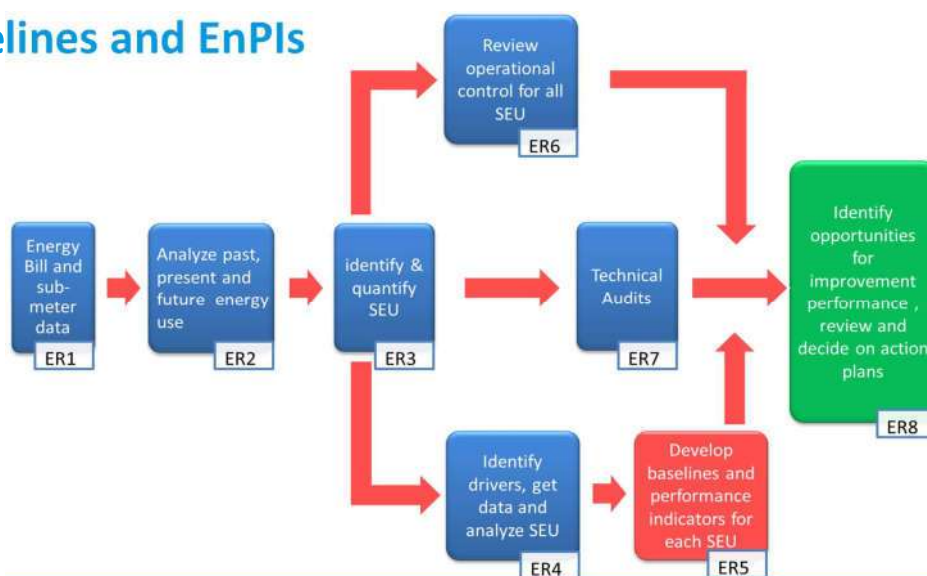 elines and EnPIs
Review
operational
control for all
SEU
ER6
Energy
Bill and
sub-
meter
data
ER1
Analyze past,
present and
future energy
use
ER2
identify &
quantify
SEU
ER3
Technical
Audits
ER7
Identify
opportunities
for
improvement
performance ,
review and
decide on action
plans
ER8
Identify
drivers, get
data and
analyze SEU
ER4
Develop
baselines and
performance
indicators for
each SEU
ER5